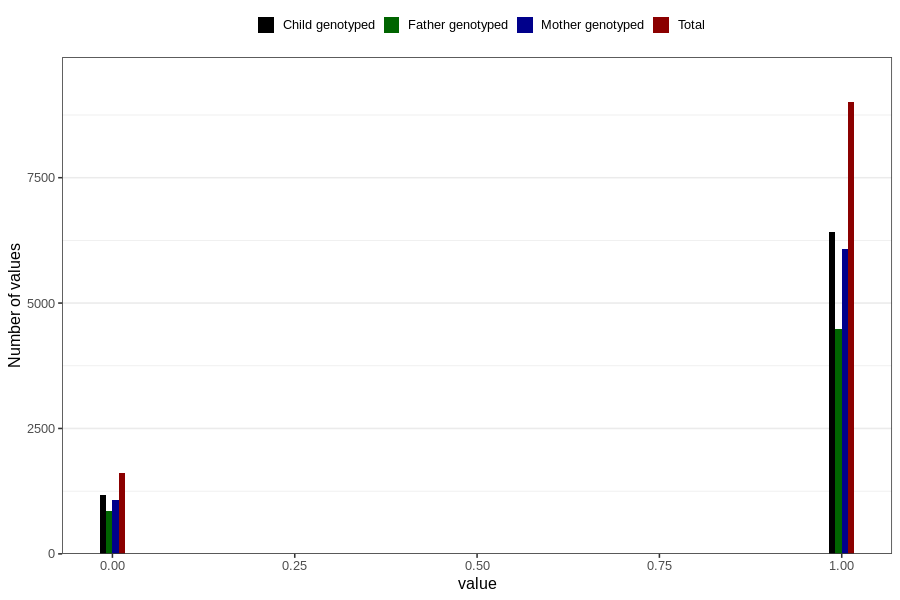 Child genotyped Father genotyped Mother genotyped Total
Number of values
7500
5000
2500
0
0.00 0.25 0.50 0.75 1.00
value